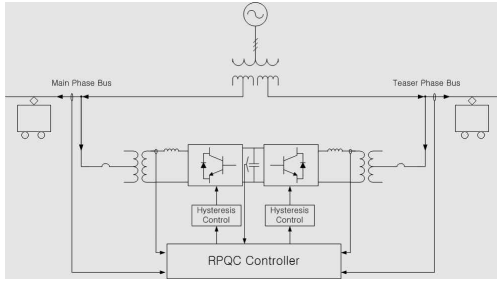 Main Phase Bus
Teaser Phase Bus
Hysteresis
Control
Hysteresis
Control
RPQC Controller